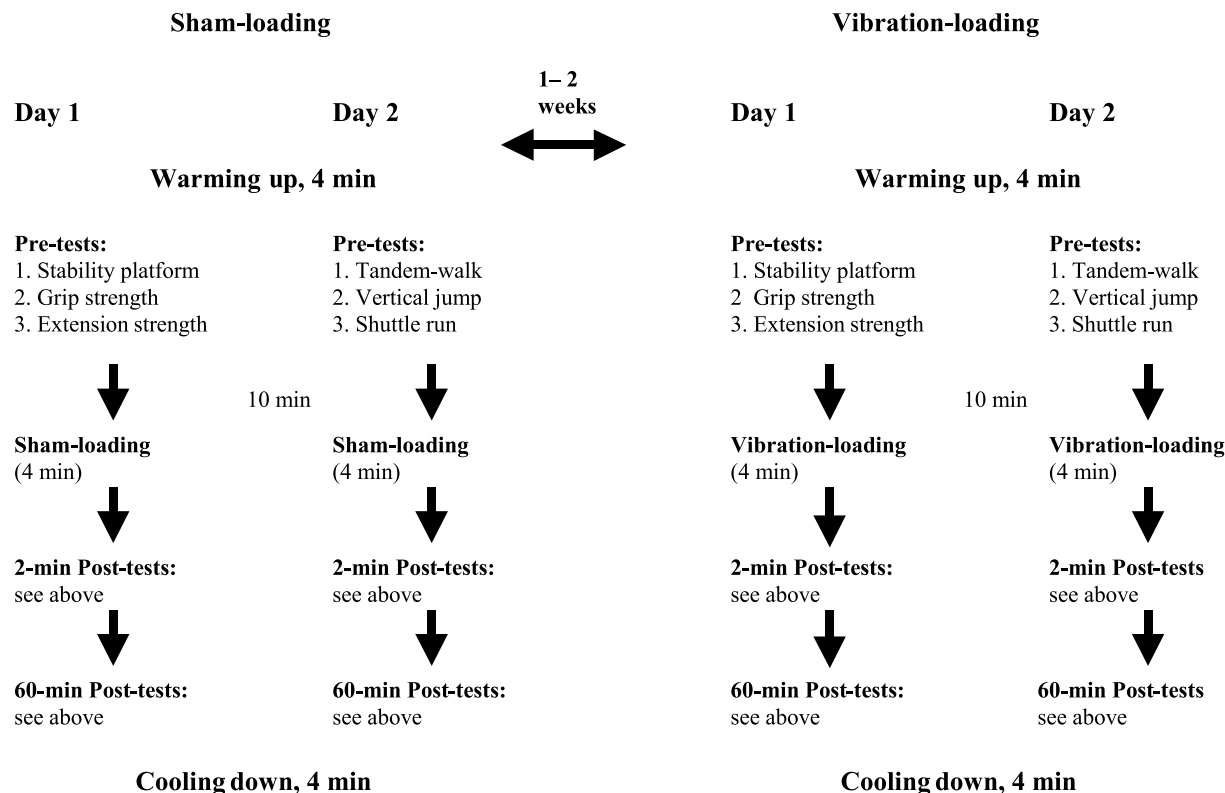 Sham-loading
Vibration-loading
1– 2
weeks
Day 1
Day 2
Day 1
Day 2
Warming up, 4 min
Warming up, 4 min
Pre-tests:
1. Stability platform
2. Grip strength
3. Extension strength
Pre-tests:
1. Tandem-walk
2. Vertical jump
3. Shuttle run
Pre-tests:
1. Stability platform
2 Grip strength
3. Extension strength
Pre-tests:
1. Tandem-walk
2. Vertical jump
3. Shuttle run
10 min
10 min
Sham-loading
(4 min)
Sham-loading
(4 min)
Vibration-loading
(4 min)
Vibration-loading
(4 min)
2-min Post-tests:
see above
2-min Post-tests:
see above
2-min Post-tests:
see above
2-min Post-tests
see above
60-min Post-tests:
see above
60-min Post-tests:
see above
60-min Post-tests:
see above
60-min Post-tests
see above
Cooling down, 4 min
Cooling down, 4 min